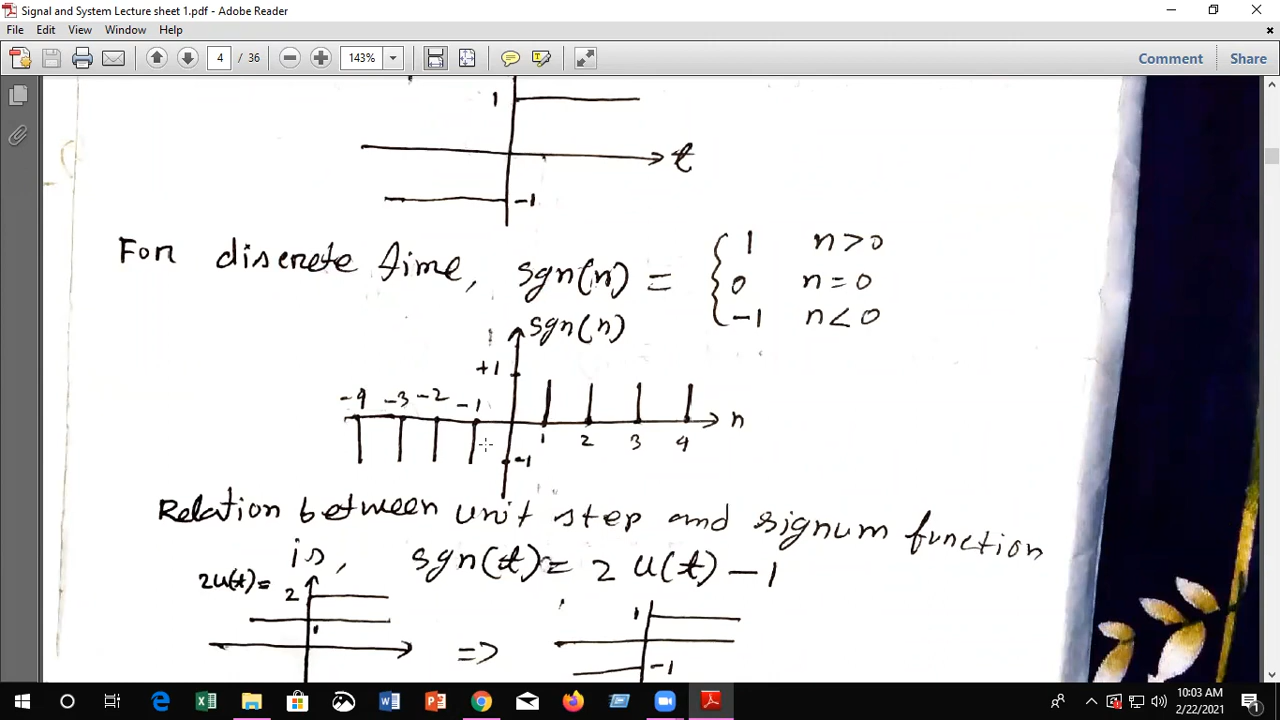 Signal and System Lecture sheet 1.pdf - Adobe Reader
File Edit View Window Help
4 / 36 143% Comment Share
1
t
-1
For discrete time, sgn(n) = { 1 n>0
0 n=0
-1 n<0
sgn(n)
+1
-4 -3 -2 -1
n
1 2 3 4
-1
Relation between unit step and signum function
is, sgn(t) = 2 u(t) - 1
2u(t)= 2
1
1
=>
-1
10:03 AM
2/22/2021